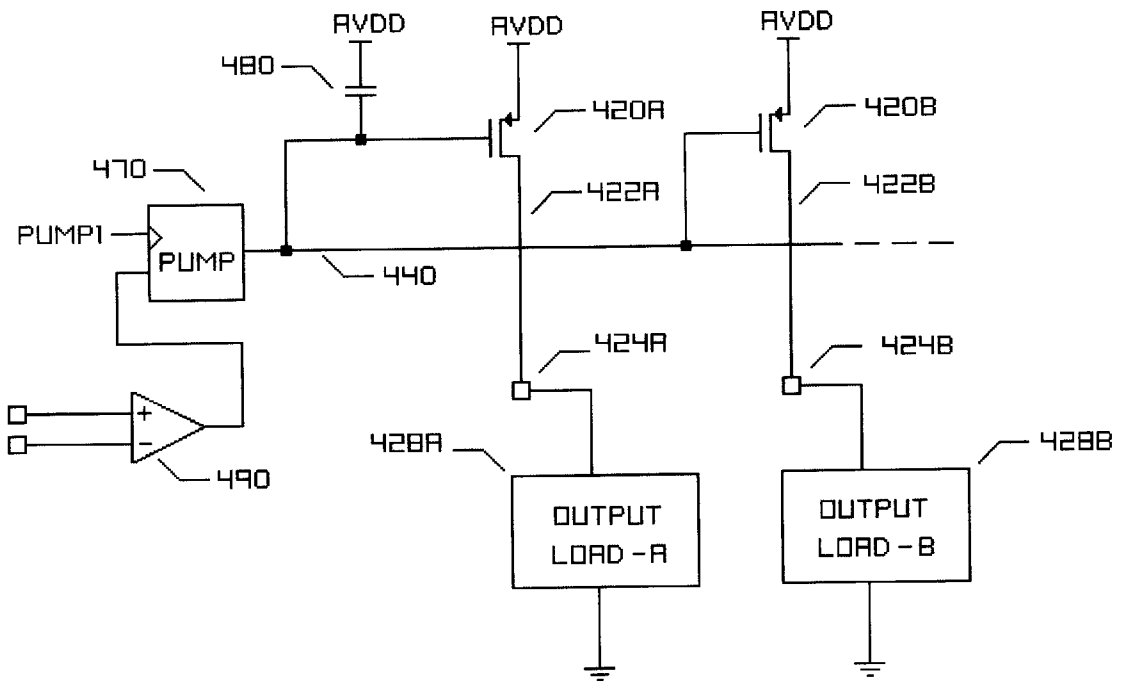 AVDD
AVDD
AVDD
480
420A
420B
470
422A
422B
PUMP1
PUMP
440
424A
424B
+
−
490
428A
428B
OUTPUT
LOAD-A
OUTPUT
LOAD-B